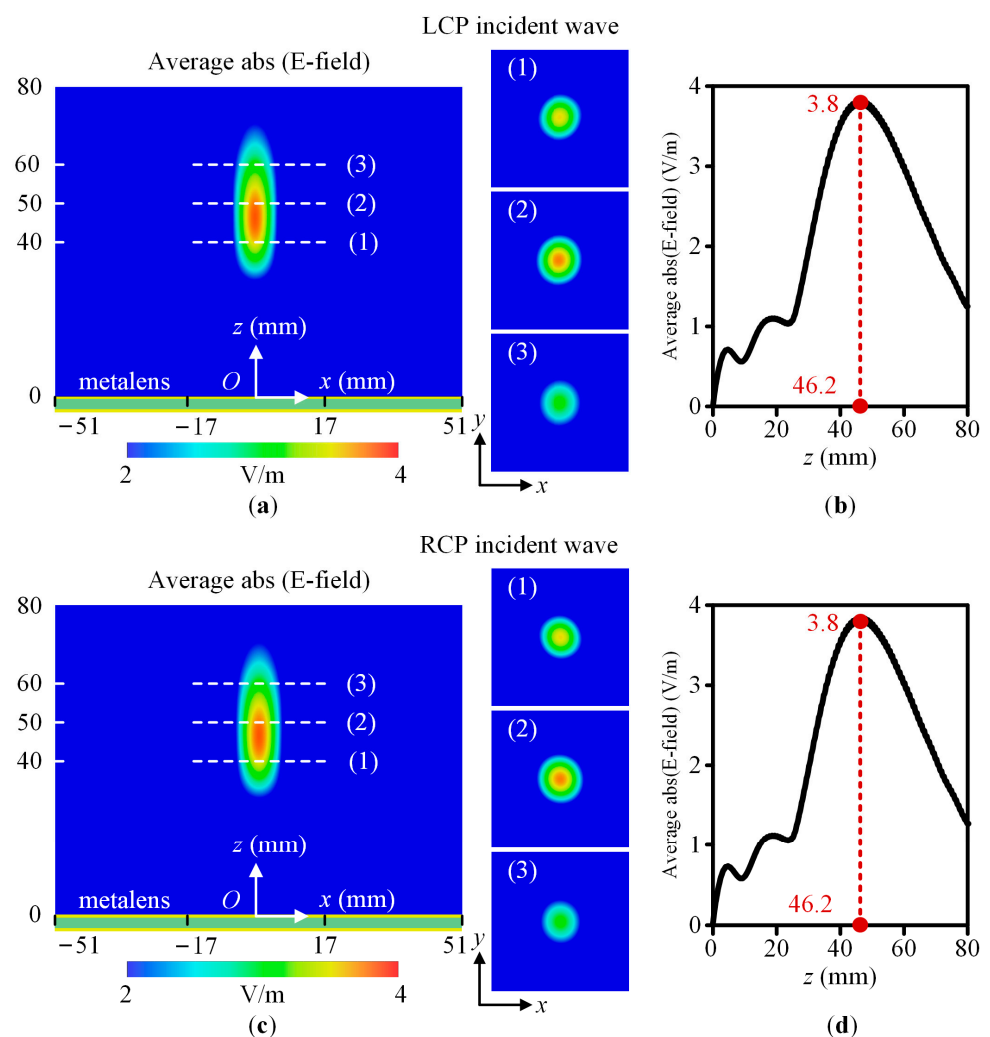 LCP incident wave
Average abs (E-field)
80
60
50
40
0
(3)
(2)
(1)
z (mm)
metalens
O
x (mm)
−51
−17
17
51
2
V/m
4
(a)
(1)
(2)
(3)
y
x
Average abs(E-field) (V/m)
4
3
2
1
0
3.8
46.2
0
20
40
60
80
z (mm)
(b)
RCP incident wave
Average abs (E-field)
80
60
50
40
0
(3)
(2)
(1)
z (mm)
metalens
O
x (mm)
−51
−17
17
51
2
V/m
4
(c)
(1)
(2)
(3)
y
x
Average abs(E-field) (V/m)
4
3
2
1
0
3.8
46.2
0
20
40
60
80
z (mm)
(d)